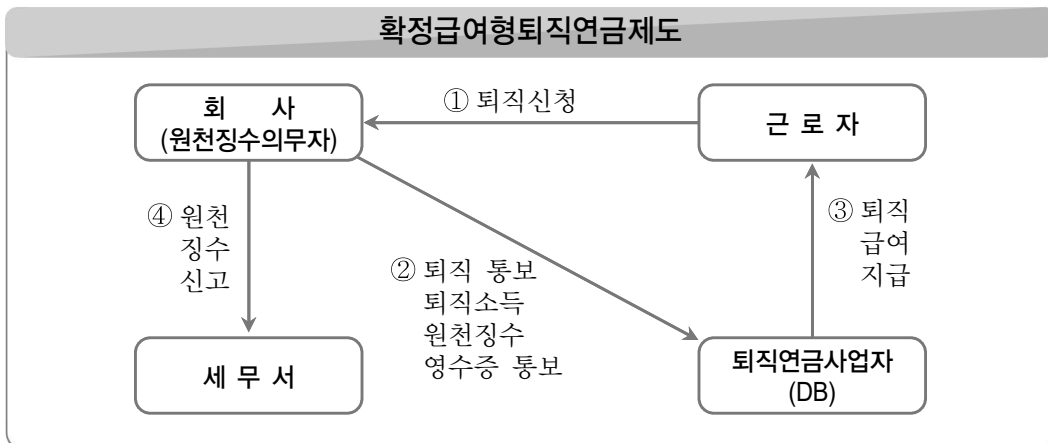 확정급여형퇴직연금제도
회 사
(원천징수의무자)
① 퇴직신청
근 로 자
④ 원천
징수
신고
② 퇴직 통보
퇴직소득
원천징수
영수증 통보
③ 퇴직
급여
지급
세 무 서
퇴직연금사업자
(DB)